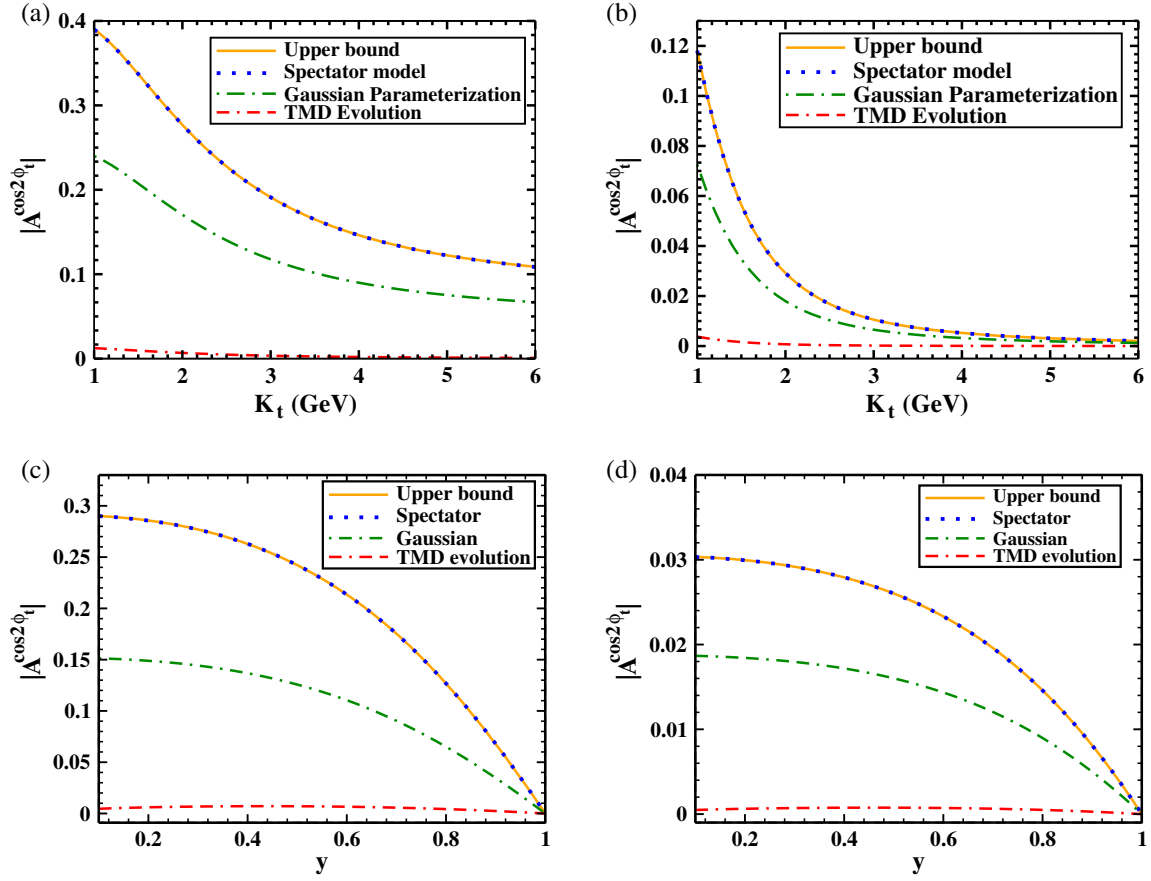 (a)
0.4
0.3
0.2
0.1
0
|A^cos2ϕ_t|
Upper bound
Spectator model
Gaussian Parameterization
TMD Evolution
1 2 3 4 5 6
K_t (GeV)
(b)
0.12
0.1
0.08
0.06
0.04
0.02
0
|A^cos2ϕ_t|
Upper bound
Spectator model
Gaussian Parameterization
TMD Evolution
1 2 3 4 5 6
K_t (GeV)
(c)
0.3
0.25
0.2
0.15
0.1
0.05
0
|A^cos2ϕ_t|
Upper bound
Spectator
Gaussian
TMD evolution
0.2 0.4 0.6 0.8 1
y
(d)
0.04
0.03
0.02
0.01
0
|A^cos2ϕ_t|
Upper bound
Spectator
Gaussian
TMD evolution
0.2 0.4 0.6 0.8 1
y